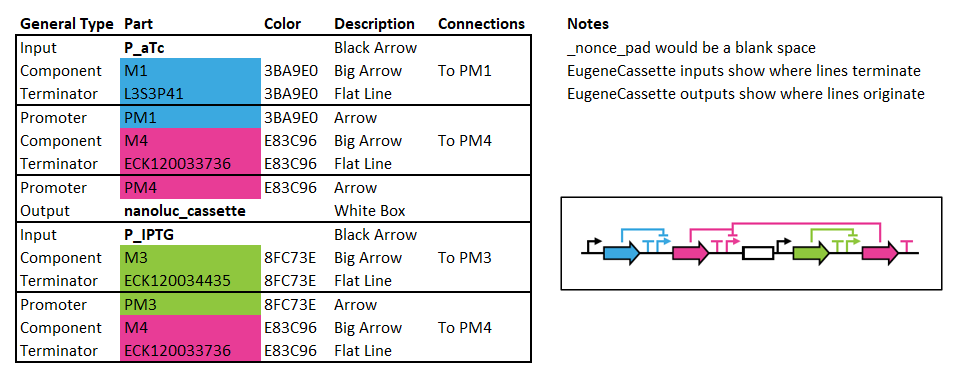 General Type Part Color Description Connections Notes
Input P_aTc Black Arrow _nonce_pad would be a blank space
Component M1 3BA9E0 Big Arrow To PM1 EugeneCassette inputs show where lines terminate
Terminator L3S3P41 3BA9E0 Flat Line EugeneCassette outputs show where lines originate
Promoter PM1 3BA9E0 Arrow
Component M4 E83C96 Big Arrow To PM4
Terminator ECK120033736 E83C96 Flat Line
Promoter PM4 E83C96 Arrow
Output nanoluc_cassette White Box
Input P_IPTG Black Arrow
Component M3 8FC73E Big Arrow To PM3
Terminator ECK120034435 8FC73E Flat Line
Promoter PM3 8FC73E Arrow
Component M4 E83C96 Big Arrow To PM4
Terminator ECK120033736 E83C96 Flat Line